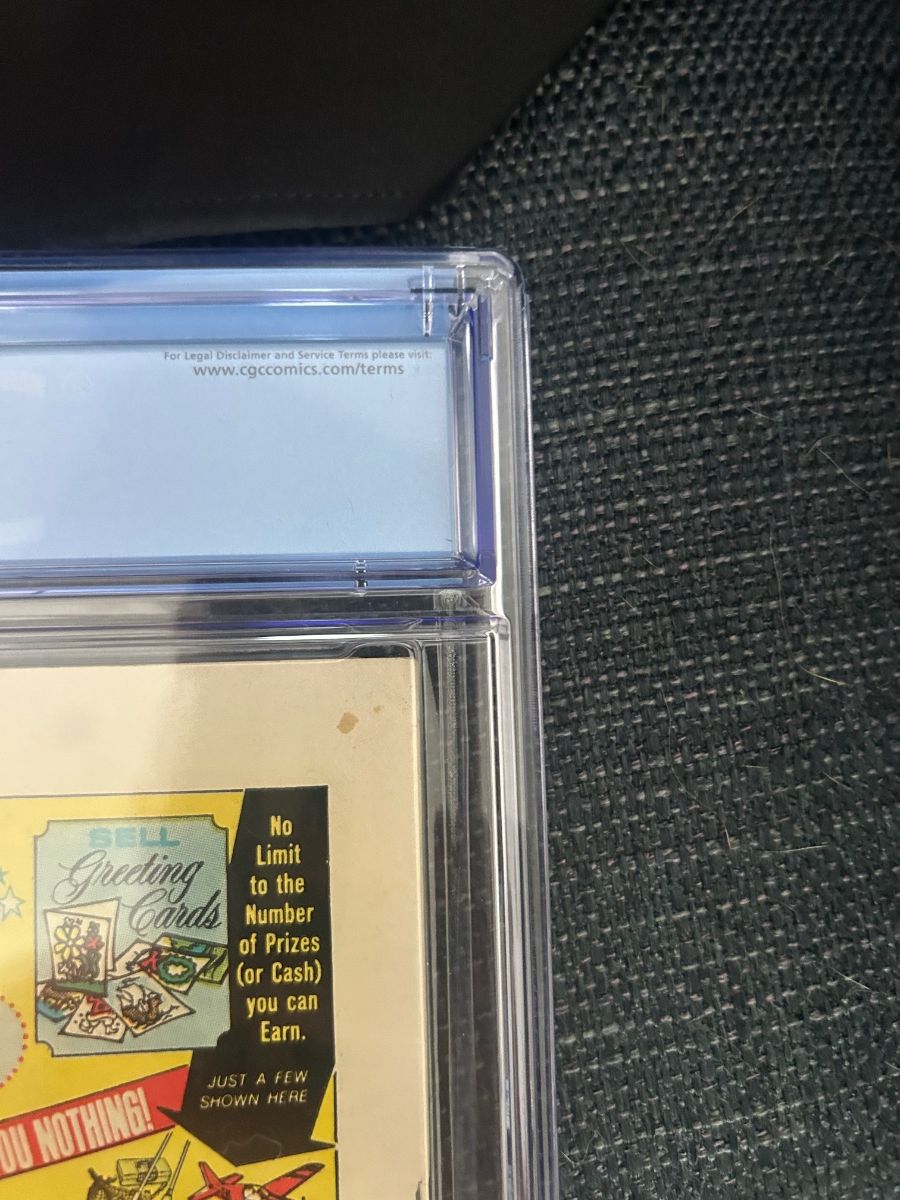 For Legal Disclaimer and Service Terms please visit:
www.cgccomics.com/terms
SELL
Greeting
Cards
No
Limit
to the
Number
of Prizes
(or Cash)
you can
Earn.
JUST A FEW
SHOWN HERE
OU NOTHING!